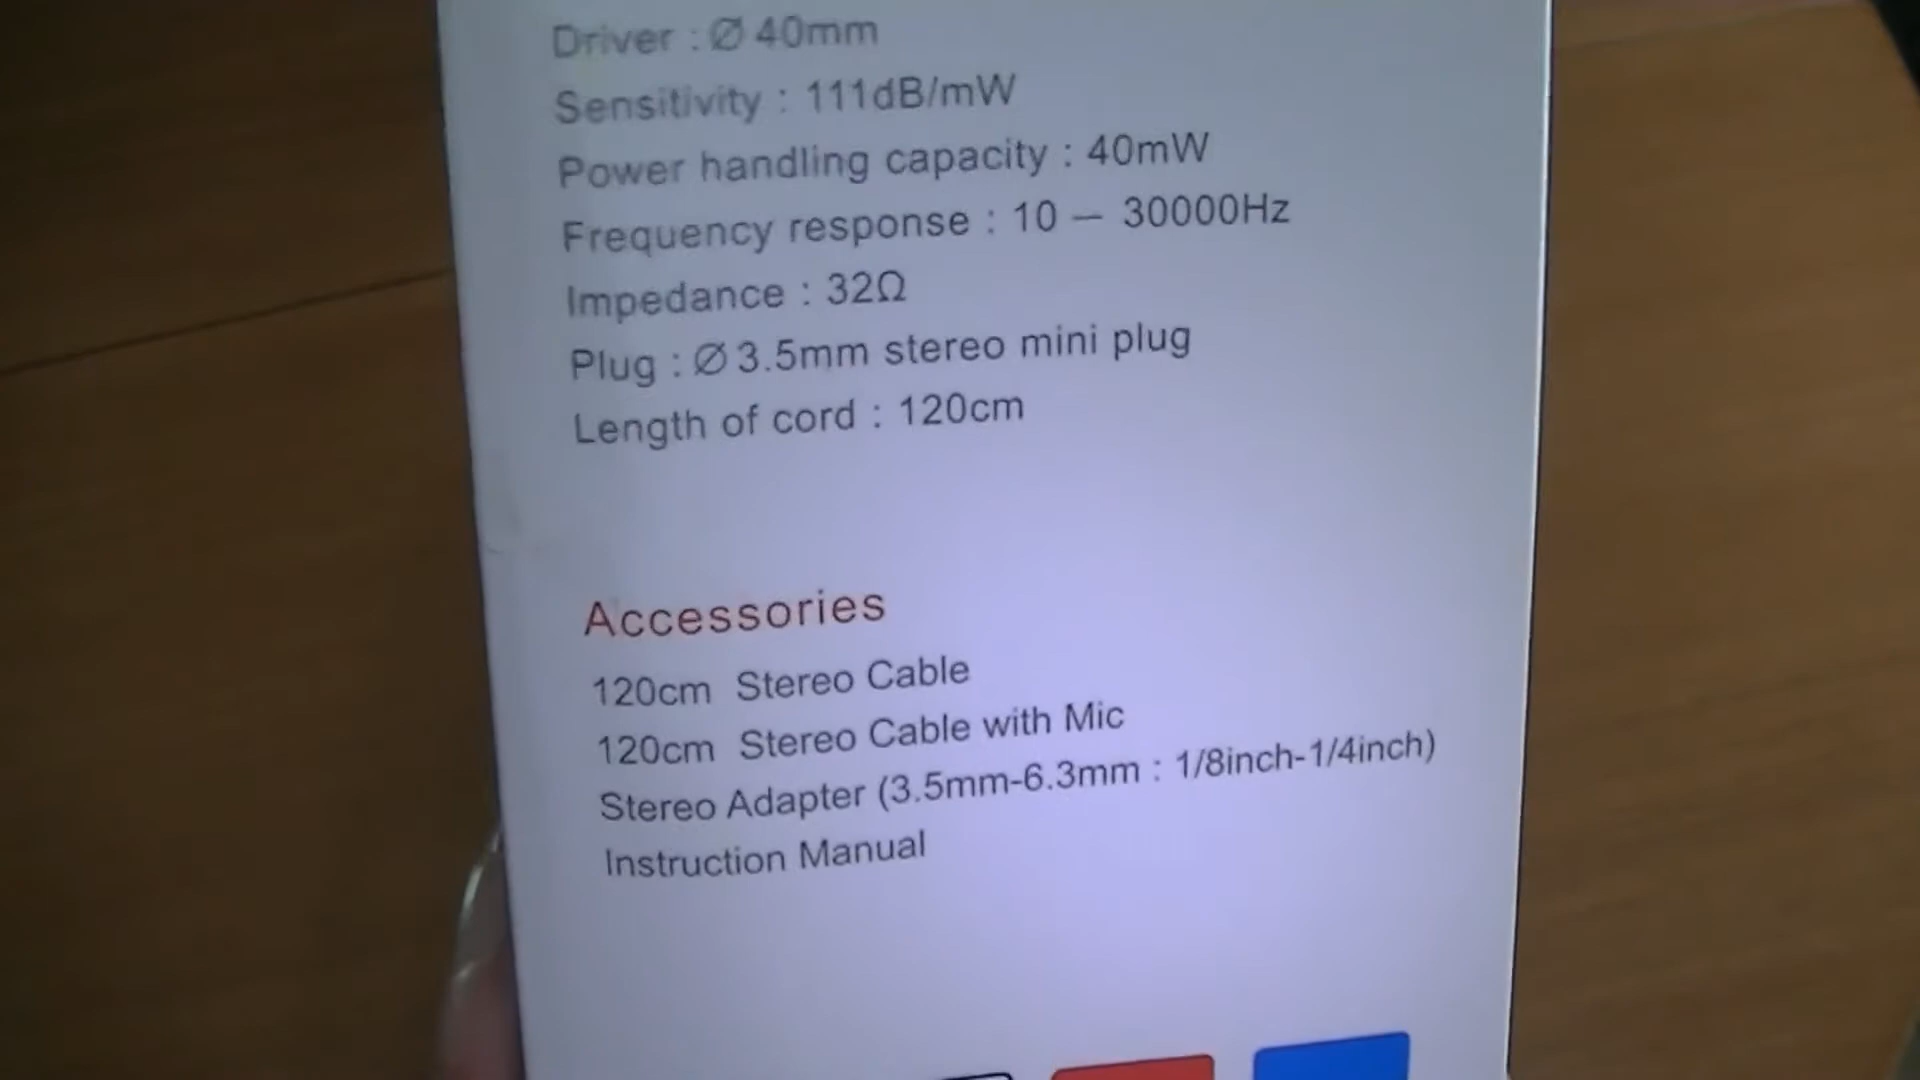 Driver : Ø 40mm
Sensitivity : 111dB/mW
Power handling capacity : 40mW
Frequency response : 10 — 30000Hz
Impedance : 32Ω
Plug : Ø 3.5mm stereo mini plug
Length of cord : 120cm
Accessories
120cm Stereo Cable
120cm Stereo Cable with Mic
Stereo Adapter (3.5mm-6.3mm : 1/8inch-1/4inch)
Instruction Manual